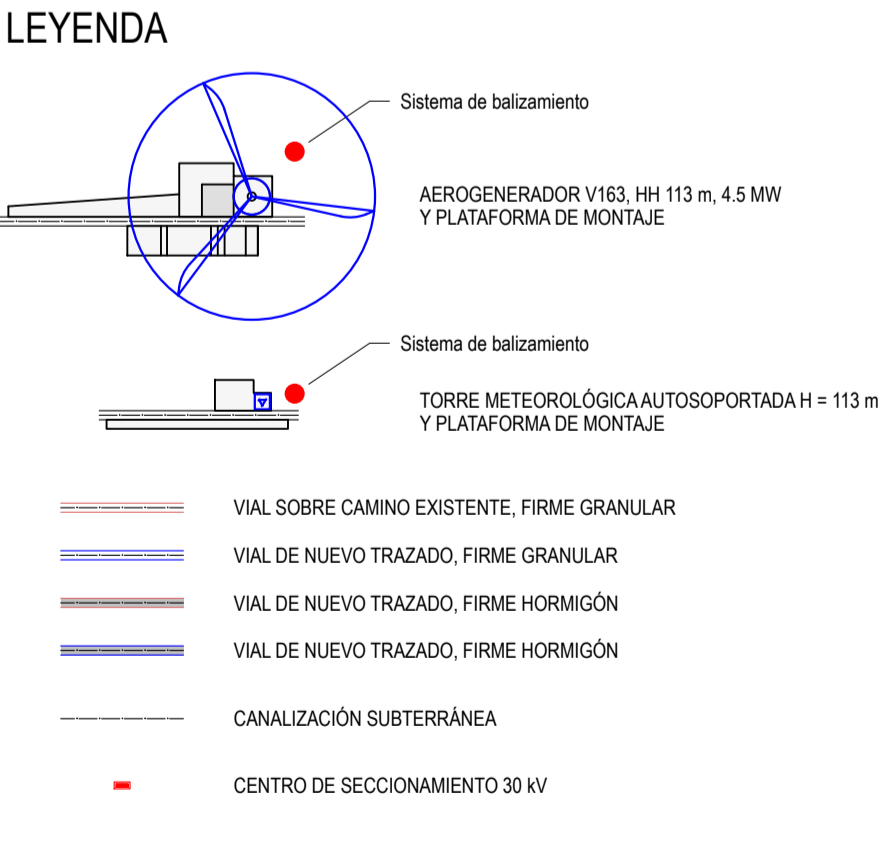 LEYENDA
Sistema de balizamiento
AEROGENERADOR V163, HH 113 m, 4.5 MW
Y PLATAFORMA DE MONTAJE
Sistema de balizamiento
TORRE METEOROLÓGICA AUTOSOPORTADA H = 113 m
Y PLATAFORMA DE MONTAJE
VIAL SOBRE CAMINO EXISTENTE, FIRME GRANULAR
VIAL DE NUEVO TRAZADO, FIRME GRANULAR
VIAL DE NUEVO TRAZADO, FIRME HORMIGÓN
VIAL DE NUEVO TRAZADO, FIRME HORMIGÓN
CANALIZACIÓN SUBTERRÁNEA
CENTRO DE SECCIONAMIENTO 30 kV